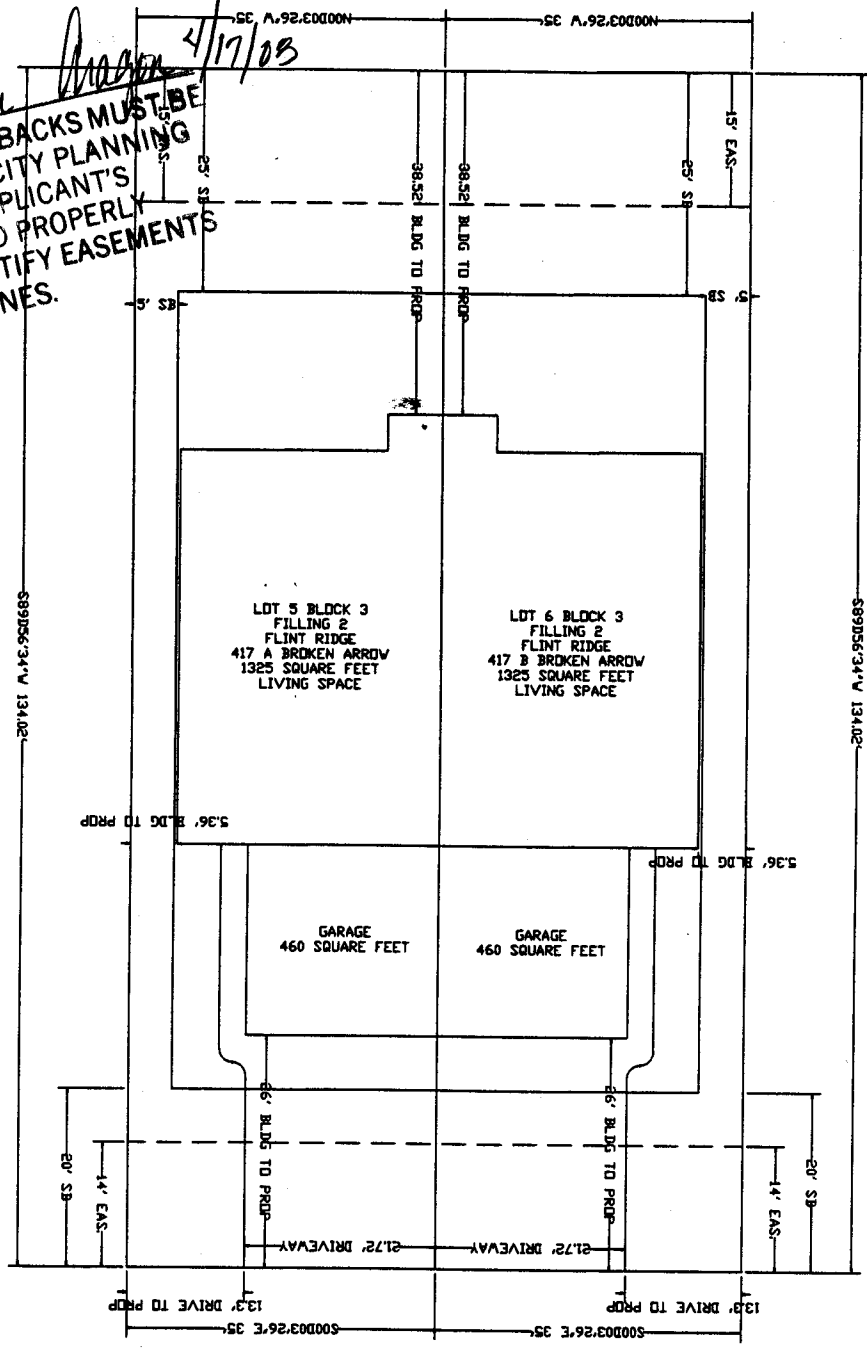 N00D03'26"W 35'
N00D03'26"W 35'
4/17/03
BACKS MUST BE
CITY PLANNING
PLICANT'S
PROPERLY
TIFY EASEMENTS
NES.
15' EAS.
25' SB
38.52' BLDG TO PROP
38.52' BLDG TO PROP
25' SB
15' EAS.
5' SB
5' SB
S89D56'34"W 134.02'
S89D56'34"W 134.02'
LOT 5 BLOCK 3
FILLING 2
FLINT RIDGE
417 A BROKEN ARROW
1325 SQUARE FEET
LIVING SPACE
LOT 6 BLOCK 3
FILLING 2
FLINT RIDGE
417 B BROKEN ARROW
1325 SQUARE FEET
LIVING SPACE
5.36' BLDG TO PROP
5.36' BLDG TO PROP
GARAGE
460 SQUARE FEET
GARAGE
460 SQUARE FEET
26' BLDG TO PROP
26' BLDG TO PROP
20' SB
14' EAS.
14' EAS.
20' SB
21.72' DRIVEWAY
21.72' DRIVEWAY
13.3' DRIVE TO PROP
13.3' DRIVE TO PROP
S00D03'26"E 35'
S00D03'26"E 35'